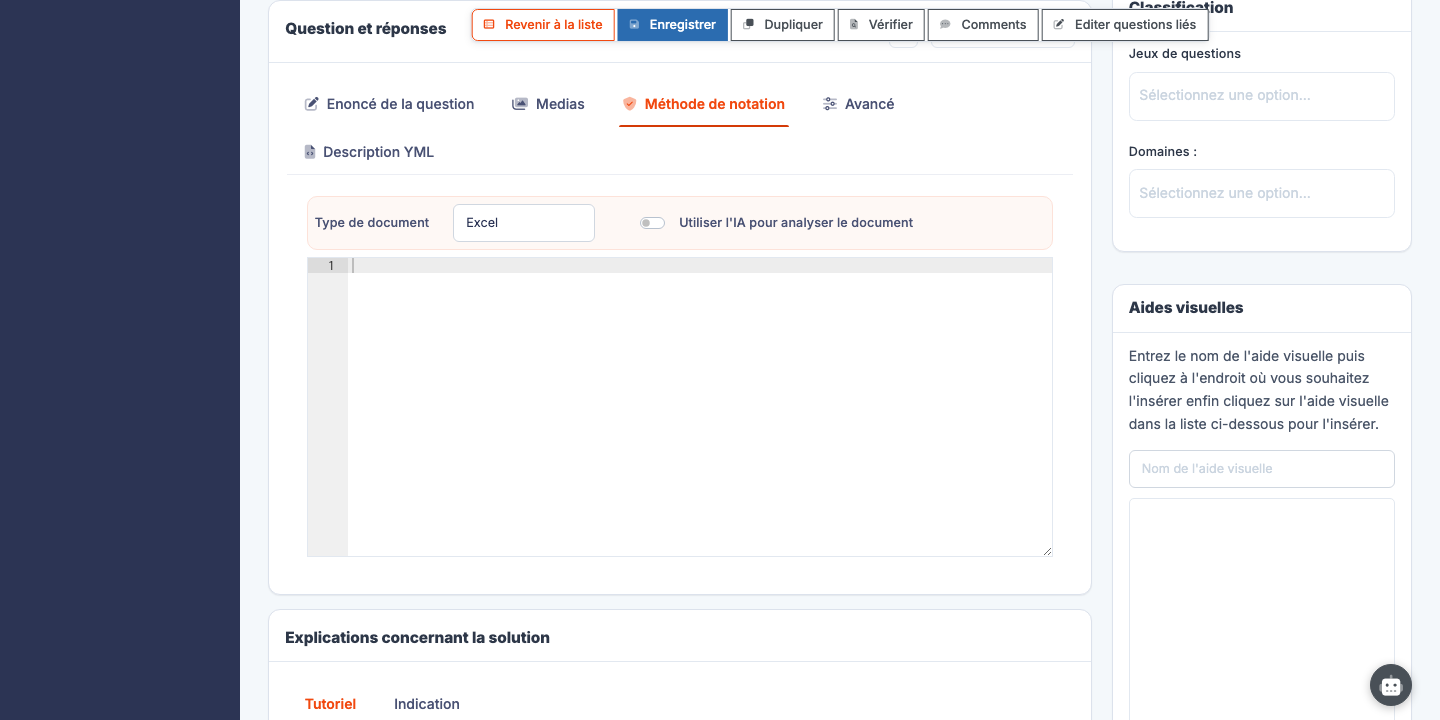 Revenir à la liste
Enregistrer
Dupliquer
Vérifier
Comments
Editer questions liés
Question et réponses
Enoncé de la question
Medias
Méthode de notation
Avancé
Description YML
Type de document
Excel
Utiliser l'IA pour analyser le document
1
Explications concernant la solution
Tutoriel
Indication
Classification
Jeux de questions
Sélectionnez une option...
Domaines :
Sélectionnez une option...
Aides visuelles
Entrez le nom de l'aide visuelle puis
cliquez à l'endroit où vous souhaitez
l'insérer enfin cliquez sur l'aide visuelle
dans la liste ci-dessous pour l'insérer.
Nom de l'aide visuelle